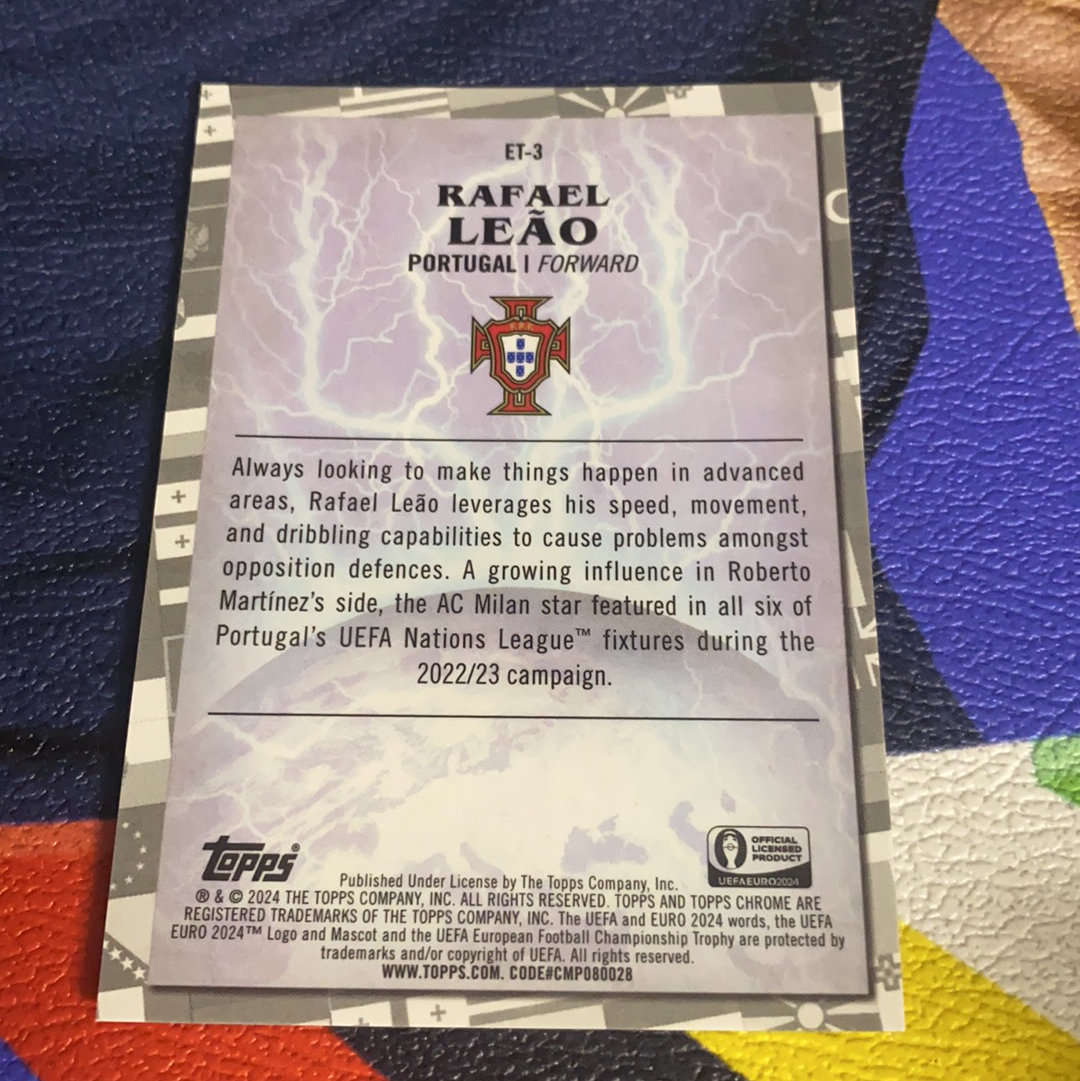 ET-3
RAFAEL
LEÃO
PORTUGAL | FORWARD
F.P.F.
Always looking to make things happen in advanced
areas, Rafael Leão leverages his speed, movement,
and dribbling capabilities to cause problems amongst
opposition defences. A growing influence in Roberto
Martínez's side, the AC Milan star featured in all six of
Portugal's UEFA Nations League™ fixtures during the
2022/23 campaign.
topps®
OFFICIAL
LICENSED
PRODUCT
UEFA EURO2024
Published Under License by The Topps Company, Inc.
® & © 2024 THE TOPPS COMPANY, INC. ALL RIGHTS RESERVED. TOPPS AND TOPPS CHROME ARE
REGISTERED TRADEMARKS OF THE TOPPS COMPANY, INC. The UEFA and EURO 2024 words, the UEFA
EURO 2024™ Logo and Mascot and the UEFA European Football Championship Trophy are protected by
trademarks and/or copyright of UEFA. All rights reserved.
WWW.TOPPS.COM. CODE#CMP080028